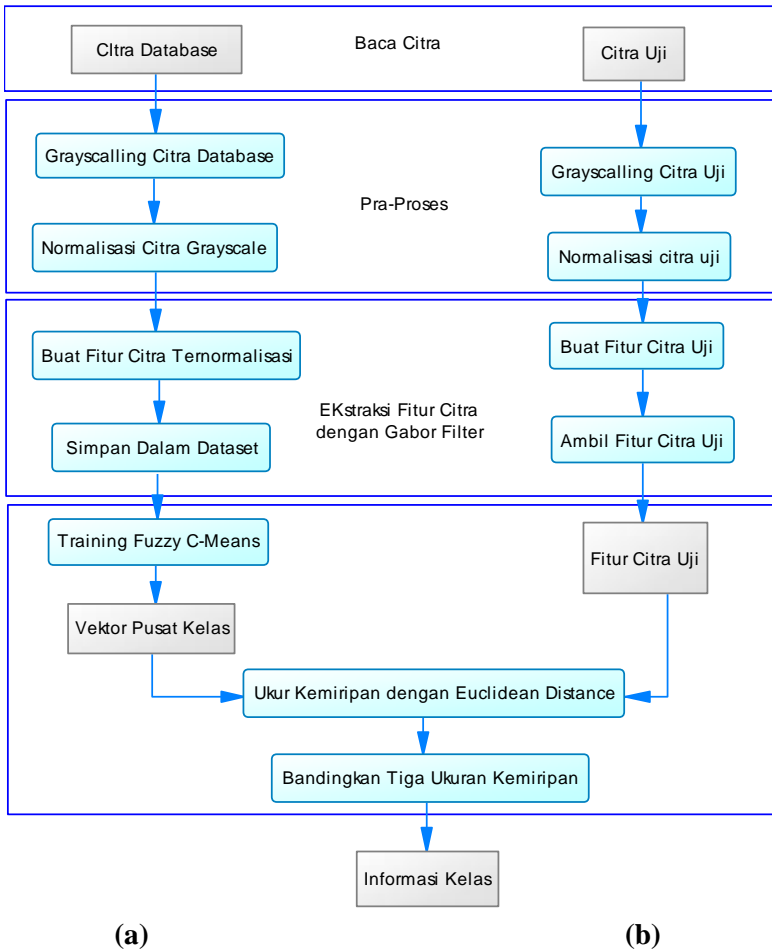 Baca Citra
CItra Database
Citra Uji
Grayscalling Citra Database
Grayscalling Citra Uji
Pra-Proses
Normalisasi Citra Grayscale
Normalisasi citra uji
Buat Fitur Citra Ternormalisasi
Buat Fitur Citra Uji
EKstraksi Fitur Citra
dengan Gabor Filter
Simpan Dalam Dataset
Ambil Fitur Citra Uji
Training Fuzzy C-Means
Fitur Citra Uji
Vektor Pusat Kelas
Ukur Kemiripan dengan Euclidean Distance
Bandingkan Tiga Ukuran Kemiripan
Informasi Kelas
(a)
(b)